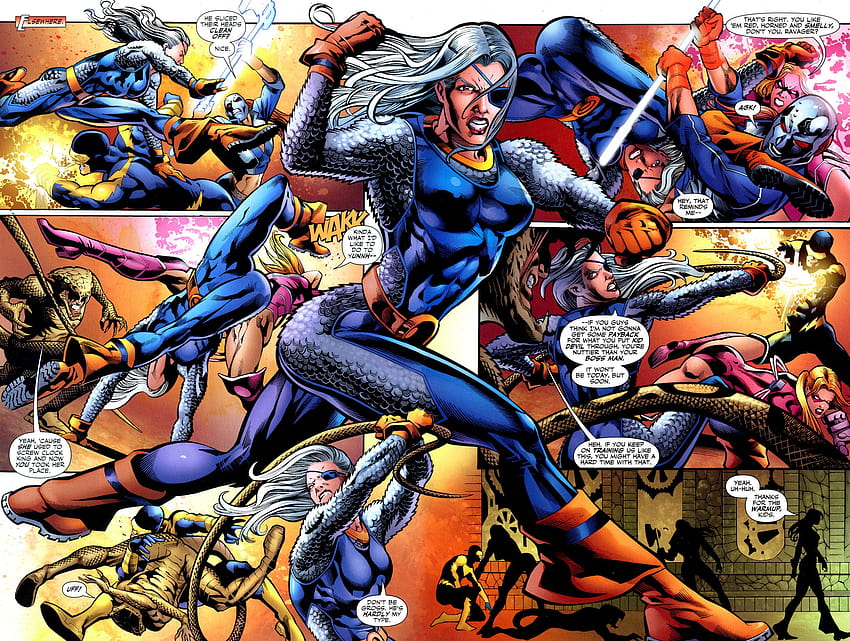 ELSEWHERE.
HE SLICED
THEIR HEADS
CLEAN
OFF?
NICE.
THAT'S RIGHT. YOU LIKE
'EM RED, HORNED AND SMELLY,
DON'T YOU, RAVAGER?
AGK!
HEY, THAT
REMINDS
ME--
WAK
KINDA
WHAT I'D
LIKE TO
DO TO
YUNNH--
YEAH, 'CAUSE
SHE USED TO
SCREW CLOCK
KING AND NOW
YOU TOOK HER
PLACE.
UFF!
DON'T BE
GROSS. HE'S
HARDLY MY
TYPE.
--IF YOU GUYS
THINK I'M NOT GONNA
GET SOME PAYBACK
FOR WHAT YOU PUT KID
DEVIL THROUGH, YOU'RE
NUTTIER THAN YOUR
BOSS MAN.
IT WON'T
BE TODAY, BUT
SOON.
HEH. IF YOU KEEP
ON TRAINING US LIKE
THIS, YOU MIGHT HAVE A
HARD TIME WITH THAT.
YEAH.
UH-HUH.
THANKS
FOR THE
WARMUP,
KIDS.